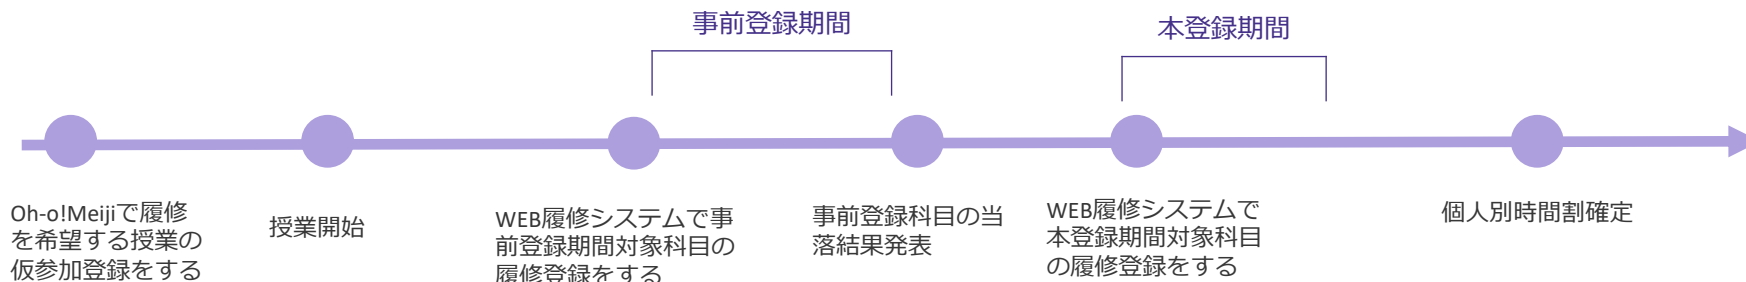 事前登録期間
本登録期間
Oh-o!Meijiで履修
を希望する授業の
仮参加登録をする
授業開始
WEB履修システムで事
前登録期間対象科目の
履修登録をする
事前登録科目の当
落結果発表
WEB履修システムで
本登録期間対象科目
の履修登録をする
個人別時間割確定